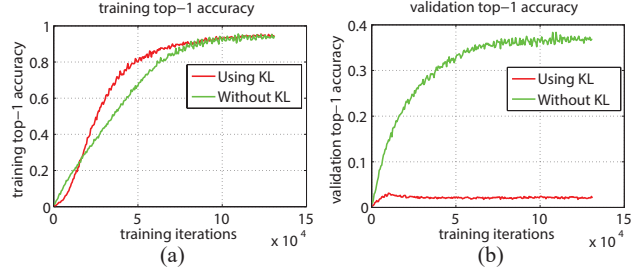 training top−1 accuracy
training top−1 accuracy
1
0.8
0.6
0.4
0.2
0
Using KL
Without KL
0
5
10
15
training iterations
x 10^4
(a)
validation top−1 accuracy
validation top−1 accuracy
0.4
0.3
0.2
0.1
0
Using KL
Without KL
0
5
10
15
training iterations
x 10^4
(b)